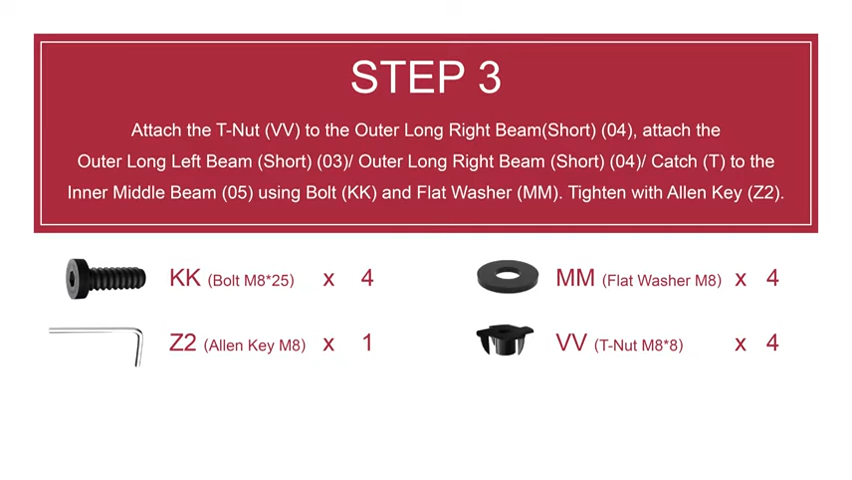 STEP 3
Attach the T-Nut (VV) to the Outer Long Right Beam(Short) (04), attach the
Outer Long Left Beam (Short) (03)/ Outer Long Right Beam (Short) (04)/ Catch (T) to the
Inner Middle Beam (05) using Bolt (KK) and Flat Washer (MM). Tighten with Allen Key (Z2).
KK (Bolt M8*25) x 4
MM (Flat Washer M8) x 4
Z2 (Allen Key M8) x 1
VV (T-Nut M8*8) x 4